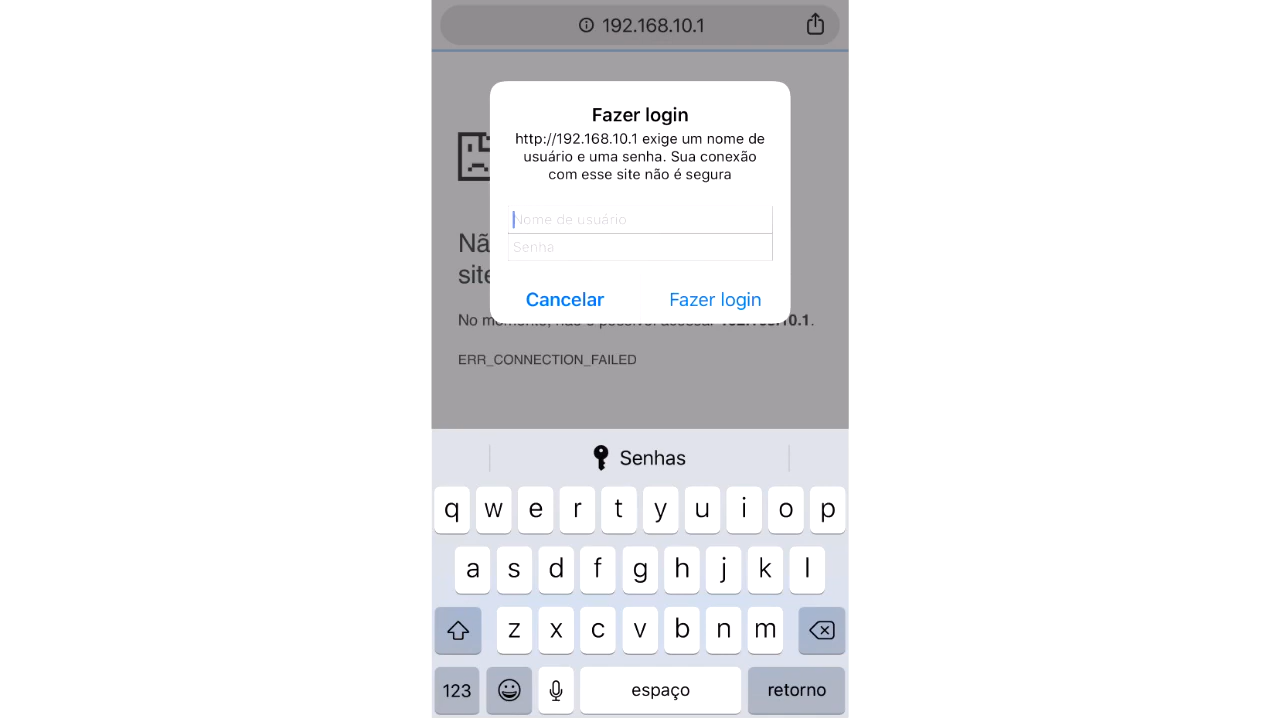 192.168.10.1
Fazer login
http://192.168.10.1 exige um nome de
usuário e uma senha. Sua conexão
com esse site não é segura
Nome de usuário
Senha
Cancelar Fazer login
Nã
site
No momento, não é possível acessar 192.168.10.1.
ERR_CONNECTION_FAILED
Senhas
q w e r t y u i o p
a s d f g h j k l
z x c v b n m
123 espaço retorno